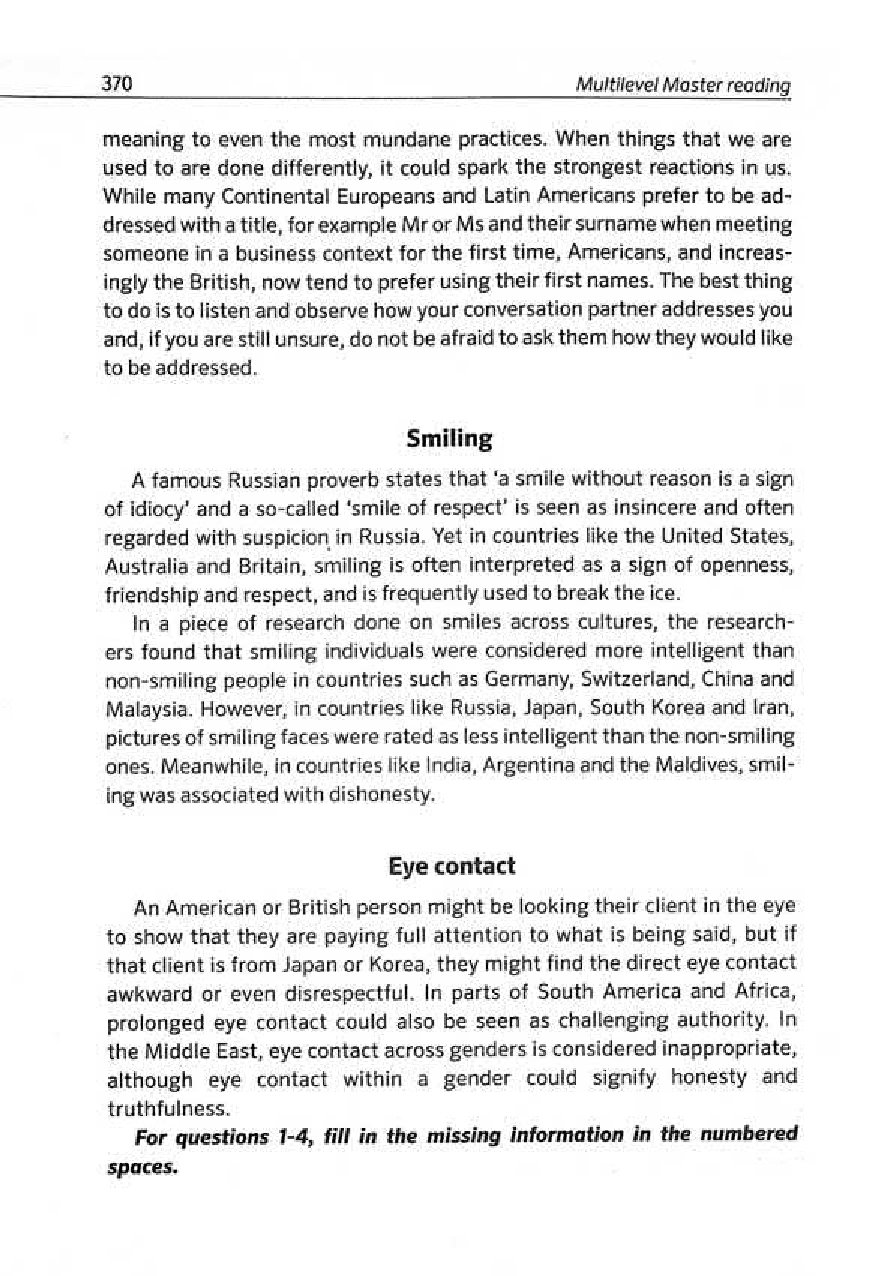 370
Multilevel Master reading
meaning to even the most mundane practices. When things that we are
used to are done differently, it could spark the strongest reactions in us.
While many Continental Europeans and Latin Americans prefer to be ad-
dressed with a title, for example Mr or Ms and their surname when meeting
someone in a business context for the first time, Americans, and increas-
ingly the British, now tend to prefer using their first names. The best thing
to do is to listen and observe how your conversation partner addresses you
and, if you are still unsure, do not be afraid to ask them how they would like
to be addressed.
Smiling
A famous Russian proverb states that 'a smile without reason is a sign
of idiocy' and a so-called 'smile of respect' is seen as insincere and often
regarded with suspicion in Russia. Yet in countries like the United States,
Australia and Britain, smiling is often interpreted as a sign of openness,
friendship and respect, and is frequently used to break the ice.
In a piece of research done on smiles across cultures, the research-
ers found that smiling individuals were considered more intelligent than
non-smiling people in countries such as Germany, Switzerland, China and
Malaysia. However, in countries like Russia, Japan, South Korea and Iran,
pictures of smiling faces were rated as less intelligent than the non-smiling
ones. Meanwhile, in countries like India, Argentina and the Maldives, smil-
ing was associated with dishonesty.
Eye contact
An American or British person might be looking their client in the eye
to show that they are paying full attention to what is being said, but if
that client is from Japan or Korea, they might find the direct eye contact
awkward or even disrespectful. In parts of South America and Africa,
prolonged eye contact could also be seen as challenging authority. In
the Middle East, eye contact across genders is considered inappropriate,
although eye contact within a gender could signify honesty and
truthfulness.
For questions 1-4, fill in the missing information in the numbered
spaces.